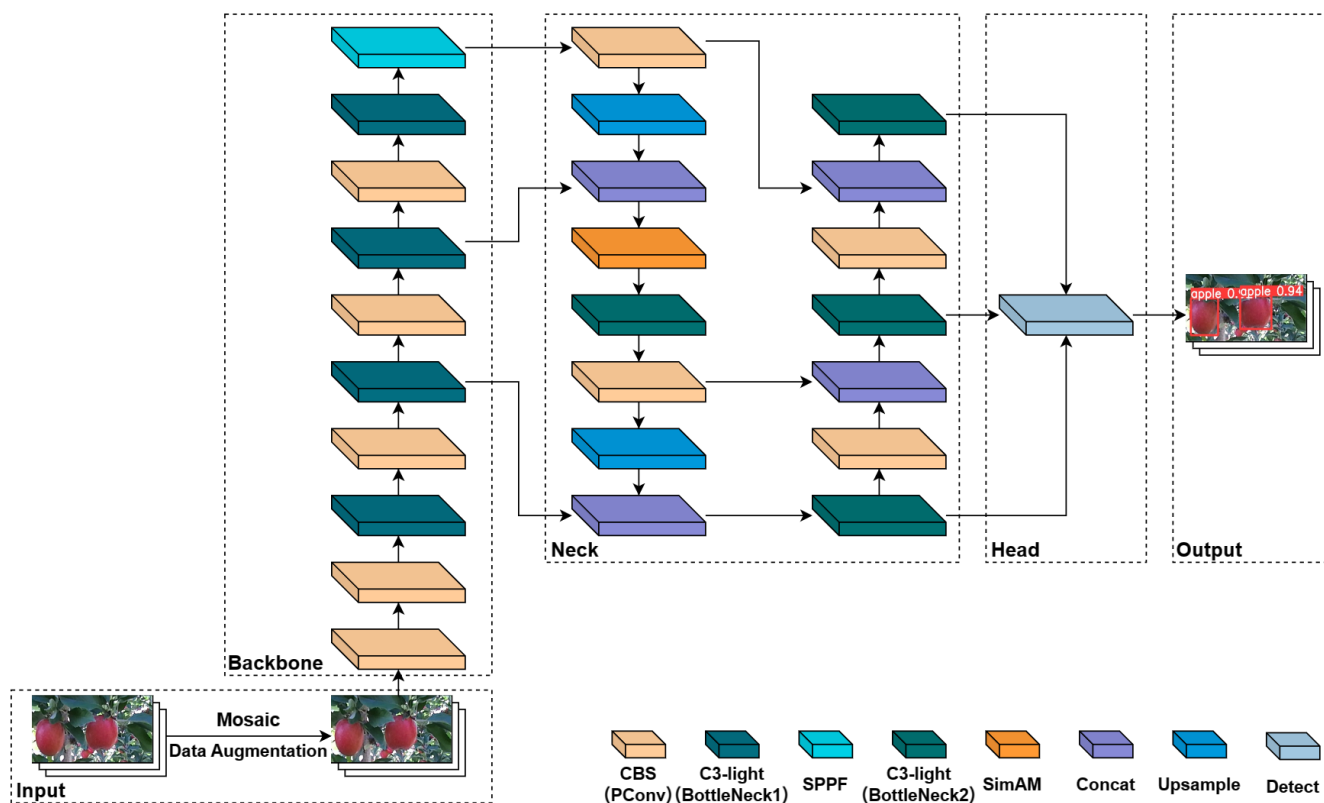 apple 0.
apple 0.94
Neck
Head
Output
Backbone
Mosaic
Data Augmentation
Input
CBS
(PConv)
C3-light
(BottleNeck1)
SPPF
C3-light
(BottleNeck2)
SimAM
Concat
Upsample
Detect